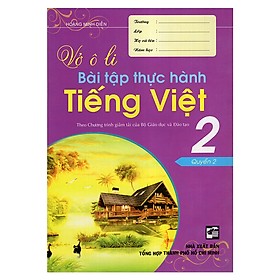 HOÀNG MINH DIỄN
Trường:
Lớp:
Họ và tên:
Năm học:
Vở ô li
Bài tập thực hành
Tiếng Việt
2
Theo Chương trình giảm tải của Bộ Giáo dục và Đào tạo
Quyển 2
NHÀ XUẤT BẢN
TỔNG HỢP THÀNH PHỐ HỒ CHÍ MINH